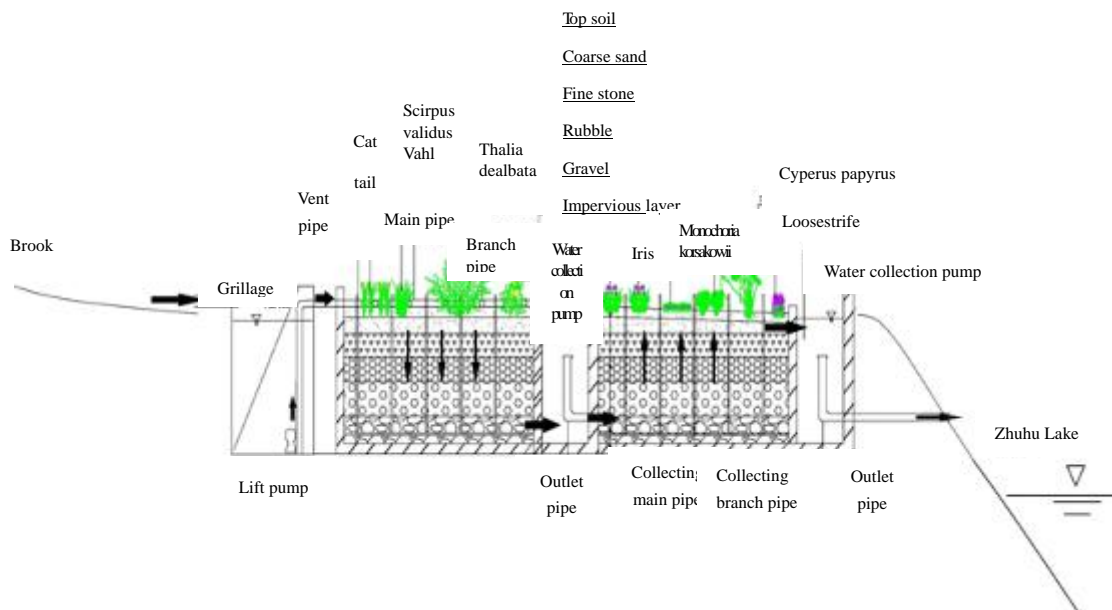 Top soil
Coarse sand
Fine stone
Rubble
Gravel
Impervious layer
Scirpus
validus
Vahl
Cat
tail
Thalia
dealbata
Vent
pipe
Main pipe
Branch
pipe
Water
collecti
on
pump
Iris
Monochoria
korsakowii
Cyperus papyrus
Loosestrife
Water collection pump
Brook
Grillage
Lift pump
Outlet
pipe
Collecting
main pipe
Collecting
branch pipe
Outlet
pipe
Zhuhu Lake